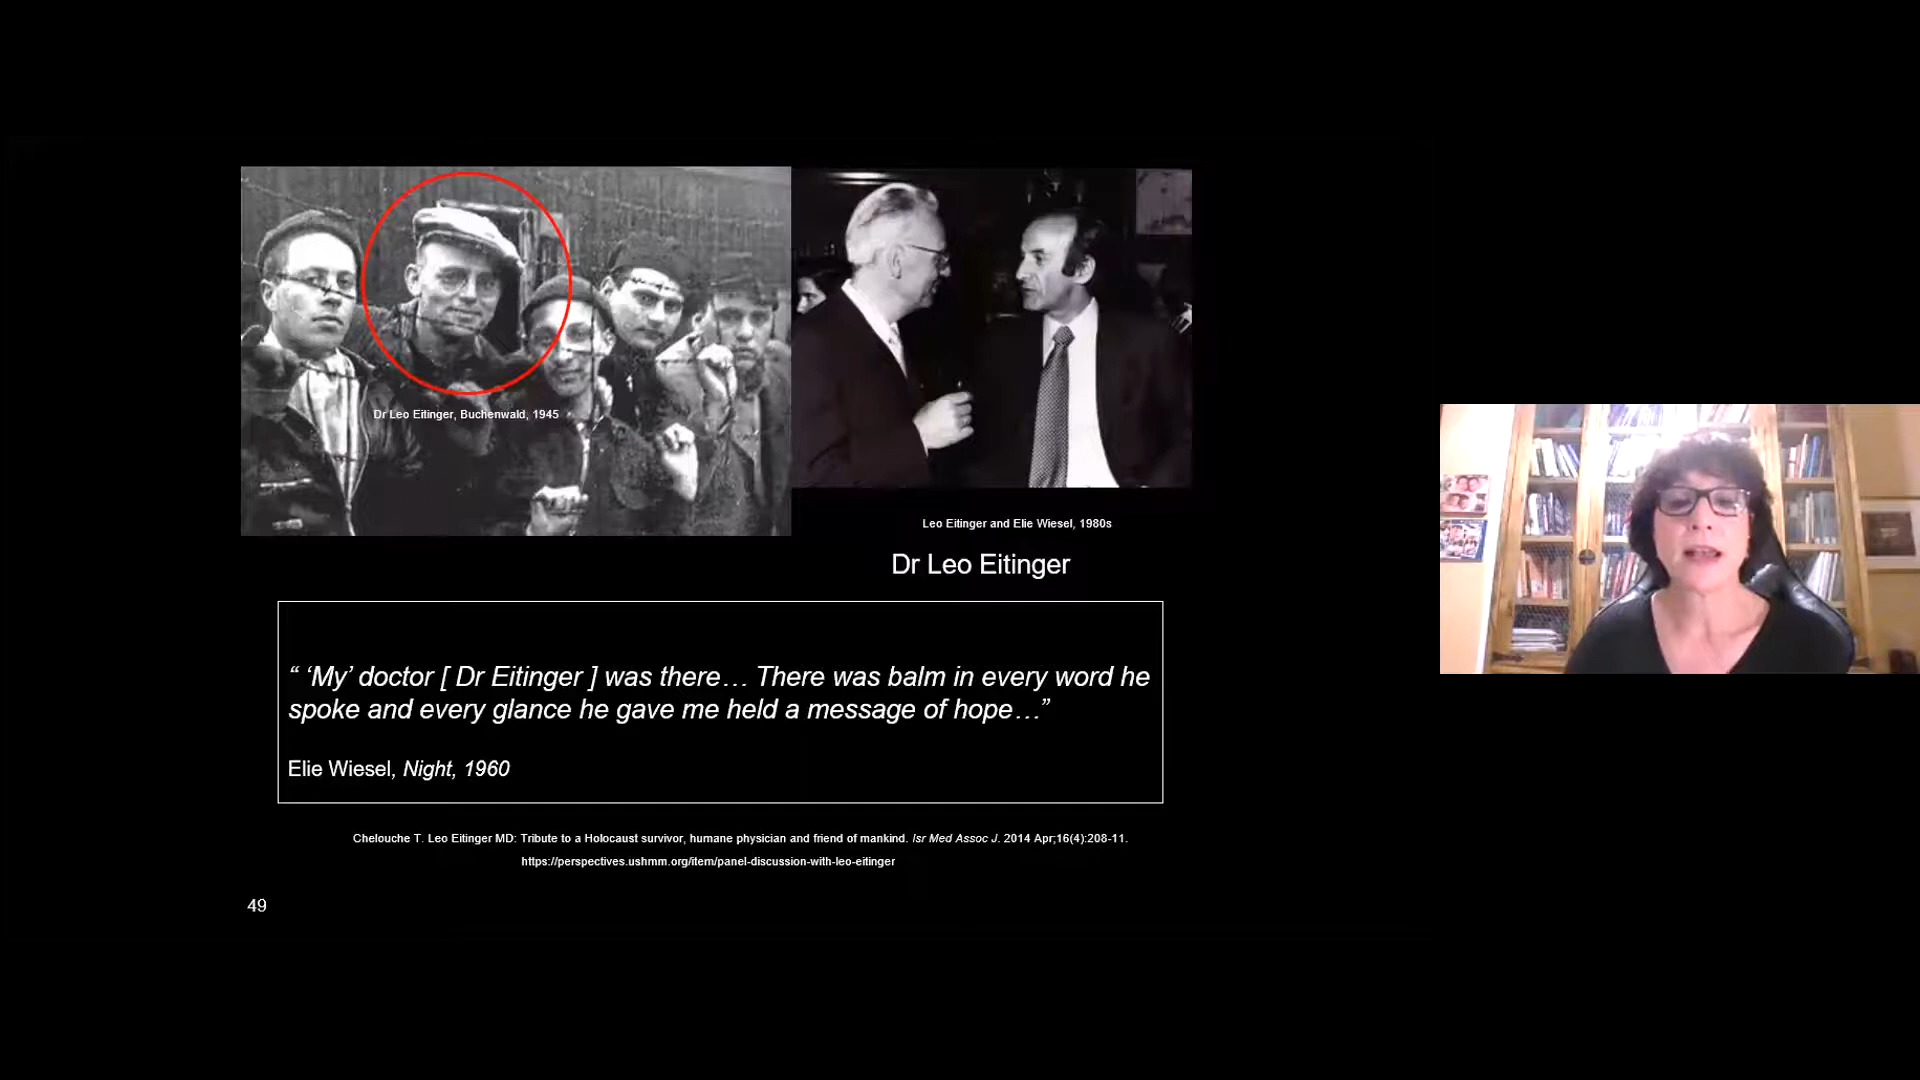 Dr Leo Eitinger, Buchenwald, 1945
Leo Eitinger and Elie Wiesel, 1980s
Dr Leo Eitinger
“ ‘My’ doctor [ Dr Eitinger ] was there… There was balm in every word he
spoke and every glance he gave me held a message of hope…”
Elie Wiesel, Night, 1960
Chelouche T. Leo Eitinger MD: Tribute to a Holocaust survivor, humane physician and friend of mankind. Isr Med Assoc J. 2014 Apr;16(4):208-11.
https://perspectives.ushmm.org/item/panel-discussion-with-leo-eitinger
49